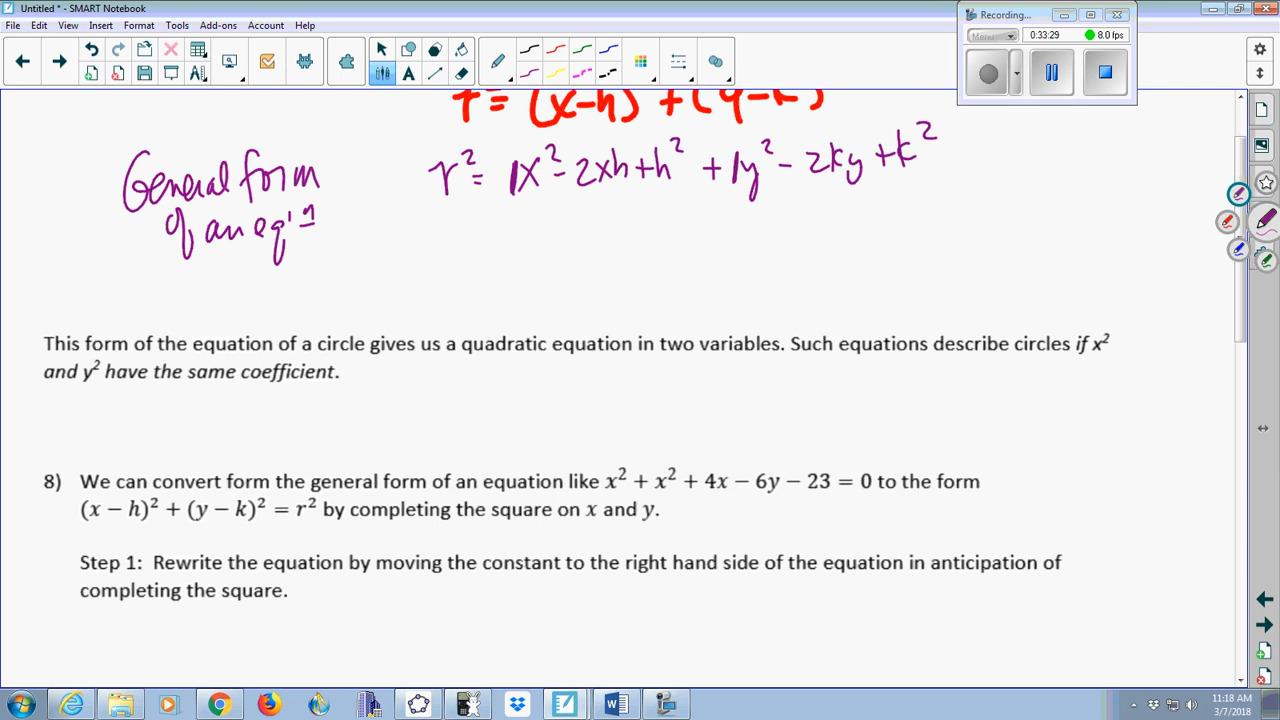 Untitled * - SMART Notebook
File Edit View Insert Format Tools Add-ons Account Help
Recording...
Menu
0:33:29 8.0 fps
r = (x-h) + (y-k)
General form
of an eq'n
r² = 1x² - 2xh + h² + 1y² - 2ky + k²
This form of the equation of a circle gives us a quadratic equation in two variables. Such equations describe circles if x²
and y² have the same coefficient.
8) We can convert form the general form of an equation like x² + x² + 4x − 6y − 23 = 0 to the form
(x − h)² + (y − k)² = r² by completing the square on x and y.
Step 1: Rewrite the equation by moving the constant to the right hand side of the equation in anticipation of
completing the square.
11:18 AM
3/7/2018